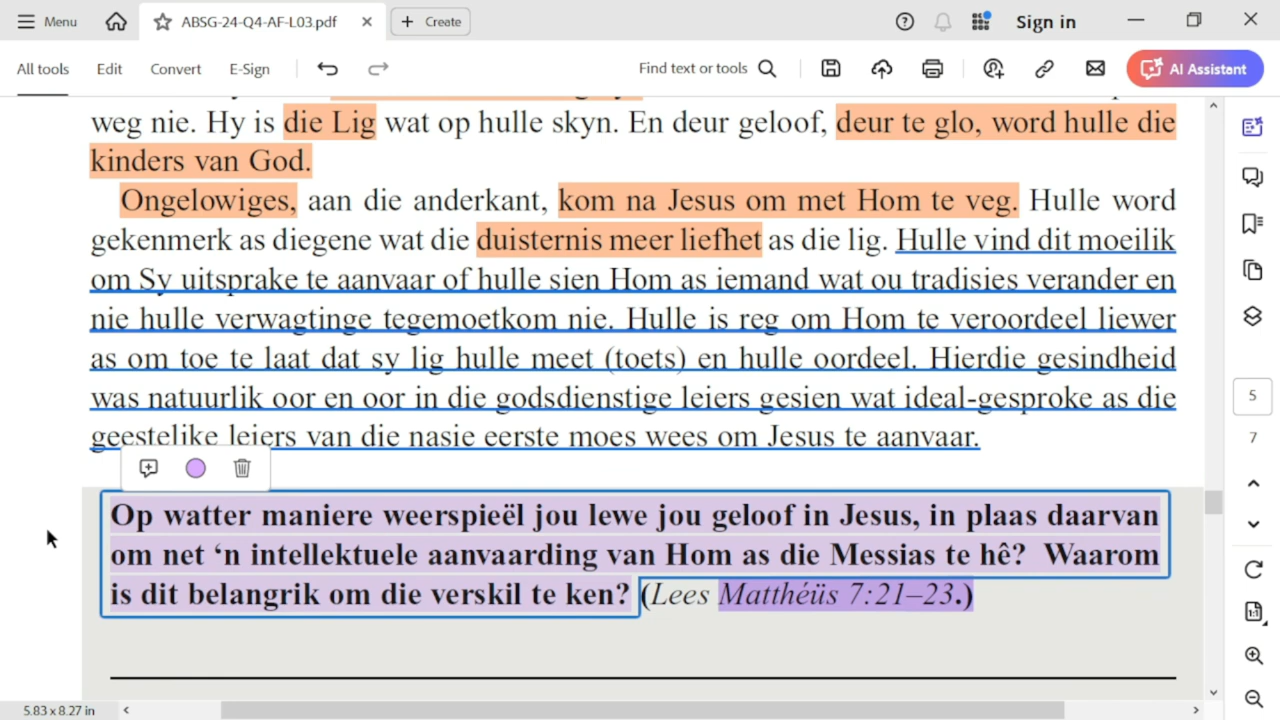 Menu
ABSG-24-Q4-AF-L03.pdf
Create
Sign in
All tools
Edit
Convert
E-Sign
Find text or tools
AI Assistant
weg nie. Hy is die Lig wat op hulle skyn. En deur geloof, deur te glo, word hulle die
kinders van God.
Ongelowiges, aan die anderkant, kom na Jesus om met Hom te veg. Hulle word
gekenmerk as diegene wat die duisternis meer liefhet as die lig. Hulle vind dit moeilik
om Sy uitsprake te aanvaar of hulle sien Hom as iemand wat ou tradisies verander en
nie hulle verwagtinge tegemoetkom nie. Hulle is reg om Hom te veroordeel liewer
as om toe te laat dat sy lig hulle meet (toets) en hulle oordeel. Hierdie gesindheid
was natuurlik oor en oor in die godsdienstige leiers gesien wat ideal-gesproke as die
geestelike leiers van die nasie eerste moes wees om Jesus te aanvaar.
Op watter maniere weerspieël jou lewe jou geloof in Jesus, in plaas daarvan
om net ‘n intellektuele aanvaarding van Hom as die Messias te hê? Waarom
is dit belangrik om die verskil te ken? (Lees Matthéüs 7:21–23.)
5
7
5.83 x 8.27 in